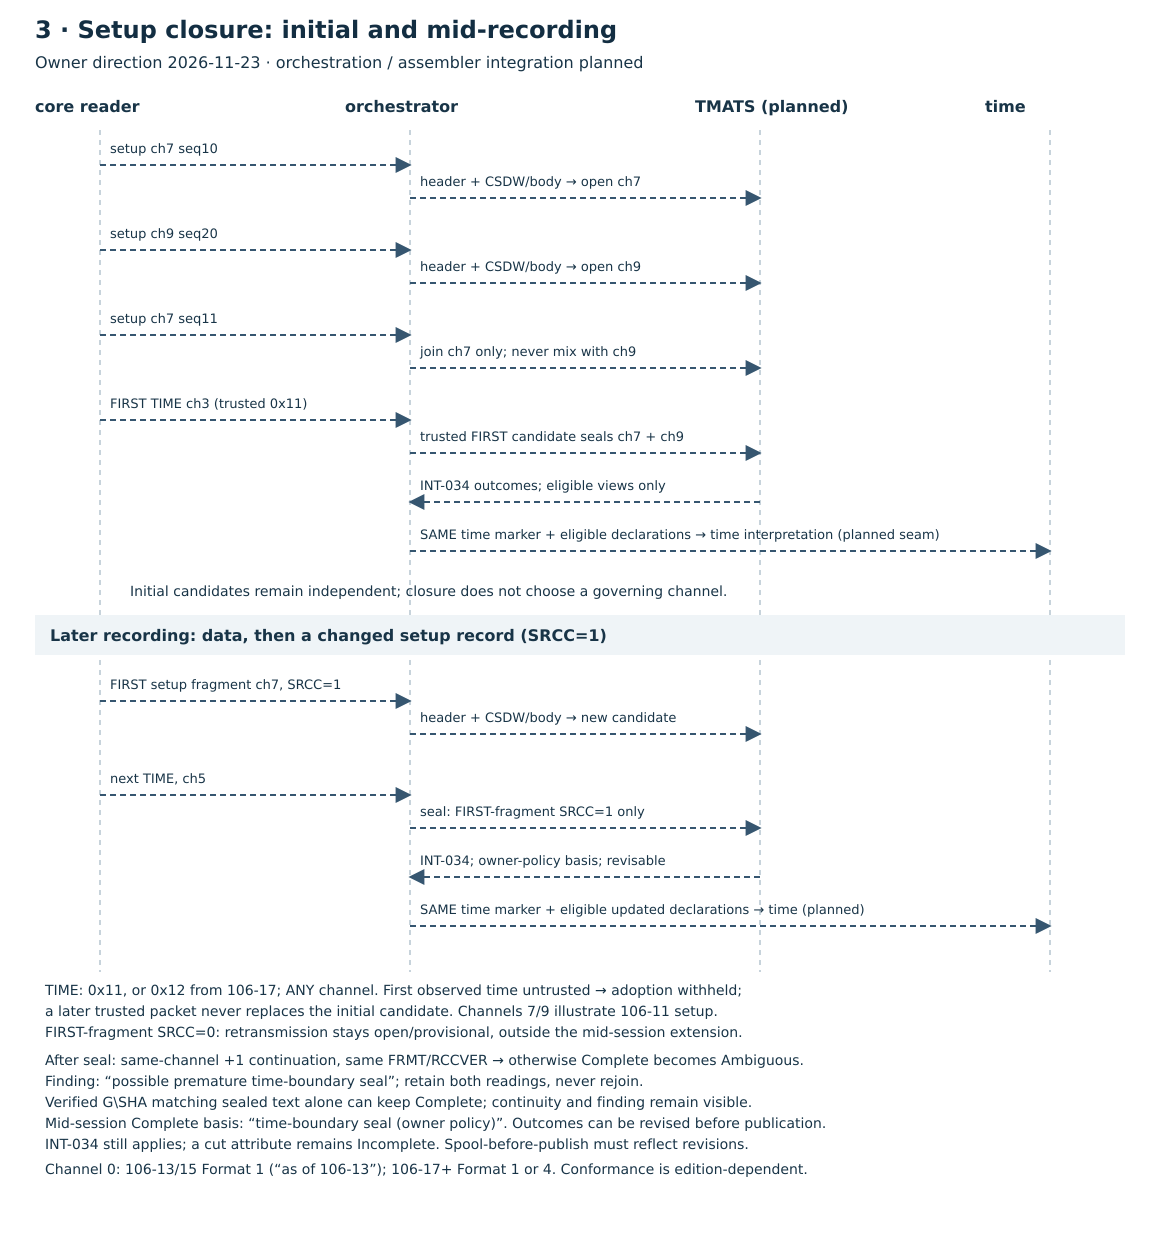 3 · Setup closure: initial and mid-recording
Owner direction 2026-11-23 · orchestration / assembler integration planned
core reader
orchestrator
TMATS (planned)
time
setup ch7 seq10
header + CSDW/body → open ch7
setup ch9 seq20
header + CSDW/body → open ch9
setup ch7 seq11
join ch7 only; never mix with ch9
FIRST TIME ch3 (trusted 0x11)
trusted FIRST candidate seals ch7 + ch9
INT-034 outcomes; eligible views only
SAME time marker + eligible declarations → time interpretation (planned seam)
Initial candidates remain independent; closure does not choose a governing channel.
Later recording: data, then a changed setup record (SRCC=1)
FIRST setup fragment ch7, SRCC=1
header + CSDW/body → new candidate
next TIME, ch5
seal: FIRST-fragment SRCC=1 only
INT-034; owner-policy basis; revisable
SAME time marker + eligible updated declarations → time (planned)
TIME: 0x11, or 0x12 from 106-17; ANY channel. First observed time untrusted → adoption withheld;
a later trusted packet never replaces the initial candidate. Channels 7/9 illustrate 106-11 setup.
FIRST-fragment SRCC=0: retransmission stays open/provisional, outside the mid-session extension.
After seal: same-channel +1 continuation, same FRMT/RCCVER → otherwise Complete becomes Ambiguous.
Finding: “possible premature time-boundary seal”; retain both readings, never rejoin.
Verified G\SHA matching sealed text alone can keep Complete; continuity and finding remain visible.
Mid-session Complete basis: “time-boundary seal (owner policy)”. Outcomes can be revised before publication.
INT-034 still applies; a cut attribute remains Incomplete. Spool-before-publish must reflect revisions.
Channel 0: 106-13/15 Format 1 (“as of 106-13”); 106-17+ Format 1 or 4. Conformance is edition-dependent.